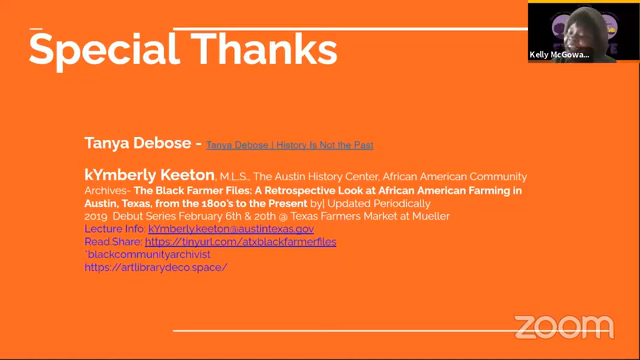 Special Thanks
Kelly McGowa...
Tanya Debose - Tanya Debose | History Is Not the Past
kYmberly Keeton, M.L.S., The Austin History Center, African American Community
Archives- The Black Farmer Files: A Retrospective Look at African American Farming in
Austin, Texas, from the 1800's to the Present by| Updated Periodically
2019 Debut Series February 6th & 20th @ Texas Farmers Market at Mueller
Lecture Info: kYmberly.keeton@austintexas.gov
Read Share: https://tinyurl.com/atxblackfarmerfiles
*blackcommunityarchivist
https://artlibrarydeco.space/
zoom